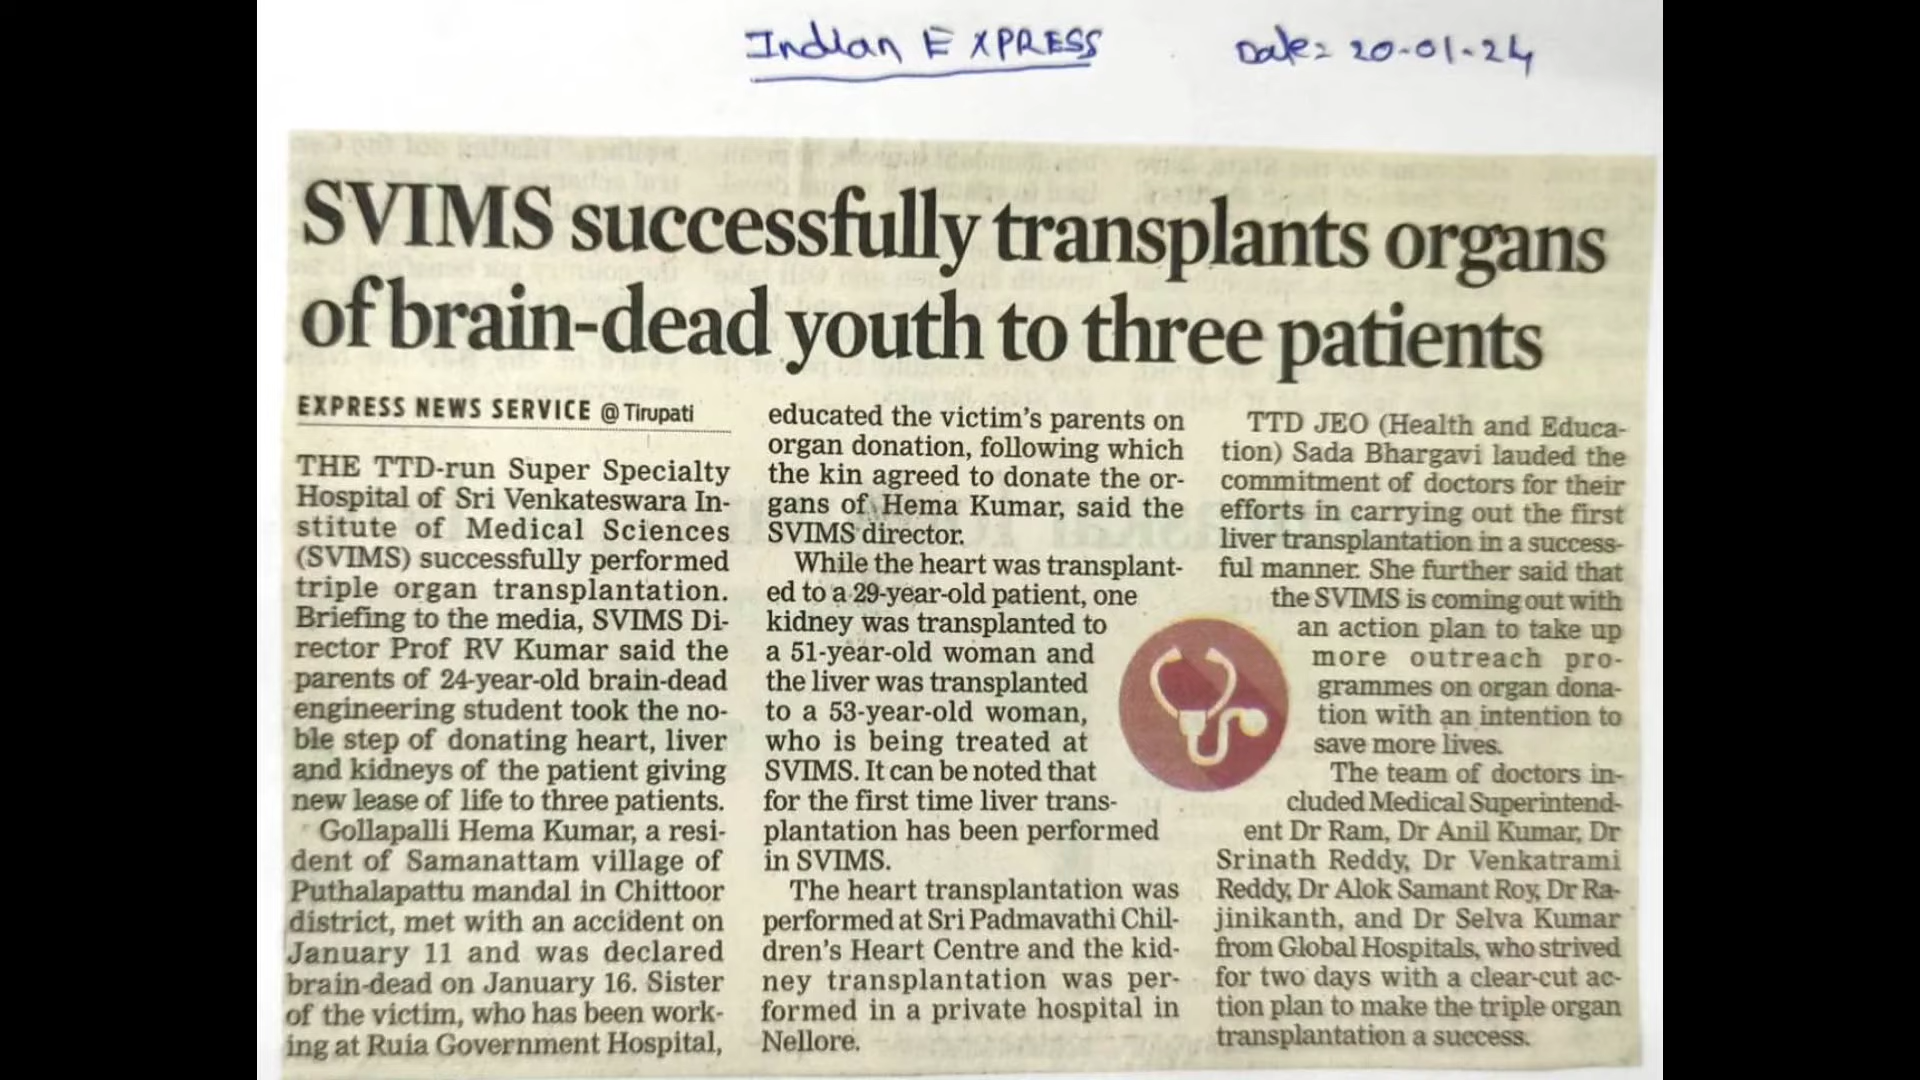 Indian EXPRESS
Date= 20-01-24
SVIMS successfully transplants organs
of brain-dead youth to three patients
EXPRESS NEWS SERVICE @ Tirupati
THE TTD-run Super Specialty
Hospital of Sri Venkateswara In-
stitute of Medical Sciences
(SVIMS) successfully performed
triple organ transplantation.
Briefing to the media, SVIMS Di-
rector Prof RV Kumar said the
parents of 24-year-old brain-dead
engineering student took the no-
ble step of donating heart, liver
and kidneys of the patient giving
new lease of life to three patients.
Gollapalli Hema Kumar, a resi-
dent of Samanattam village of
Puthalapattu mandal in Chittoor
district, met with an accident on
January 11 and was declared
brain-dead on January 16. Sister
of the victim, who has been work-
ing at Ruia Government Hospital,
educated the victim's parents on
organ donation, following which
the kin agreed to donate the or-
gans of Hema Kumar, said the
SVIMS director.
While the heart was transplant-
ed to a 29-year-old patient, one
kidney was transplanted to
a 51-year-old woman and
the liver was transplanted
to a 53-year-old woman,
who is being treated at
SVIMS. It can be noted that
for the first time liver trans-
plantation has been performed
in SVIMS.
The heart transplantation was
performed at Sri Padmavathi Chil-
dren's Heart Centre and the kid-
ney transplantation was per-
formed in a private hospital in
Nellore.
TTD JEO (Health and Educa-
tion) Sada Bhargavi lauded the
commitment of doctors for their
efforts in carrying out the first
liver transplantation in a success-
ful manner. She further said that
the SVIMS is coming out with
an action plan to take up
more outreach pro-
grammes on organ dona-
tion with an intention to
save more lives.
The team of doctors in-
cluded Medical Superintend-
ent Dr Ram, Dr Anil Kumar, Dr
Srinath Reddy, Dr Venkatrami
Reddy, Dr Alok Samant Roy, Dr Ra-
jinikanth, and Dr Selva Kumar
from Global Hospitals, who strived
for two days with a clear-cut ac-
tion plan to make the triple organ
transplantation a success.